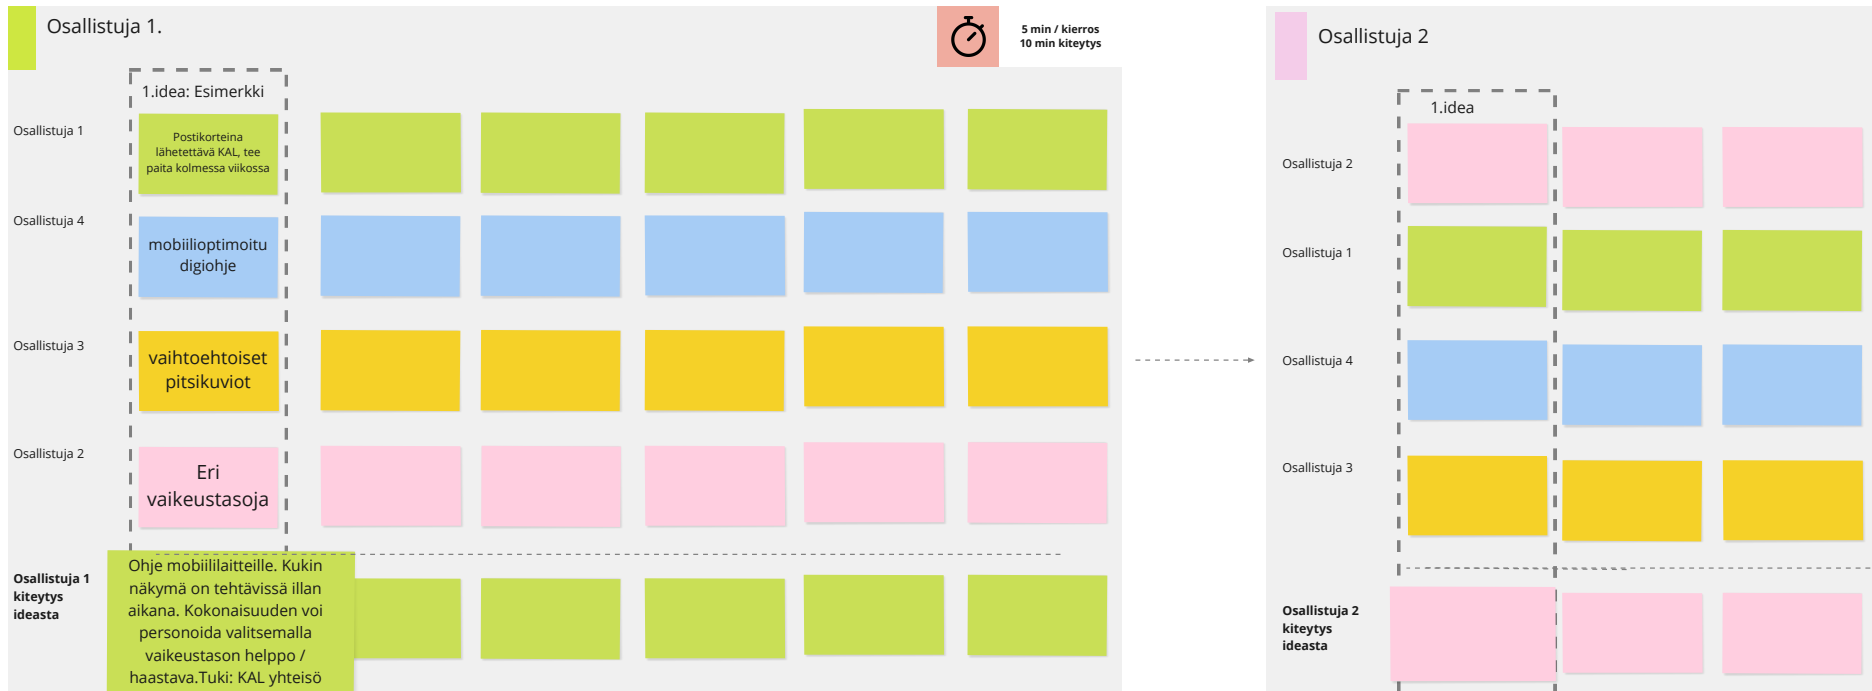 Osallistuja 1.
5 min / kierros
10 min kiteytys
1.idea: Esimerkki
Osallistuja 1
Postikorteina
lähetettävä KAL, tee
paita kolmessa viikossa
Osallistuja 4
mobiilioptimoitu
digiohje
Osallistuja 3
vaihtoehtoiset
pitsikuviot
Osallistuja 2
Eri
vaikeustasoja
Osallistuja 1
kiteytys
ideasta
Ohje mobiililaitteille. Kukin
näkymä on tehtävissä illan
aikana. Kokonaisuuden voi
personoida valitsemalla
vaikeustason helppo /
haastava.Tuki: KAL yhteisö
Osallistuja 2
1.idea
Osallistuja 2
Osallistuja 1
Osallistuja 4
Osallistuja 3
Osallistuja 2
kiteytys
ideasta